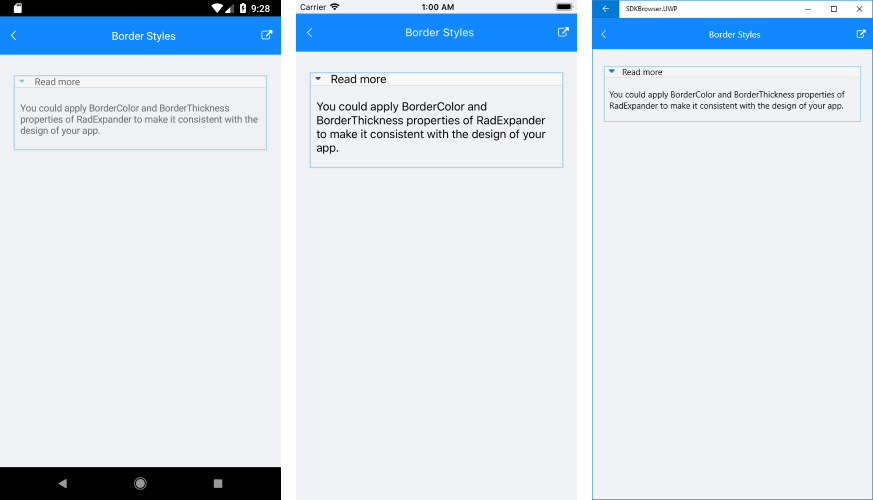 9:28
Border Styles
Read more
You could apply BorderColor and BorderThickness
properties of RadExpander to make it consistent with the
design of your app.
Carrier
1:00 AM
Border Styles
Read more
You could apply BorderColor and
BorderThickness properties of RadExpander
to make it consistent with the design of your
app.
SDKBrowser.UWP
Border Styles
Read more
You could apply BorderColor and BorderThickness properties of
RadExpander to make it consistent with the design of your app.